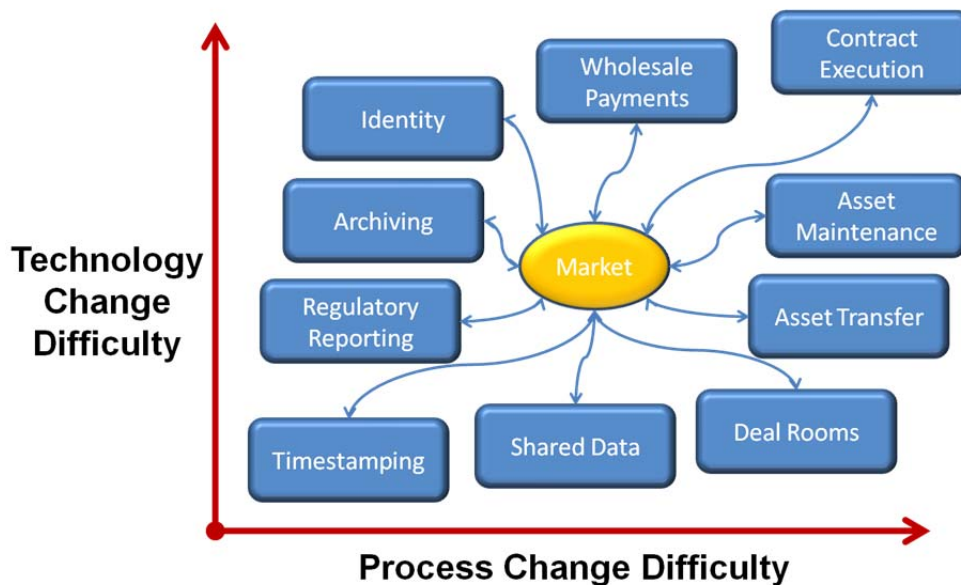 Contract
Execution
Wholesale
Payments
Identity
Archiving
Asset
Maintenance
Technology
Change
Difficulty
Market
Regulatory
Reporting
Asset Transfer
Timestamping
Shared Data
Deal Rooms
Process Change Difficulty